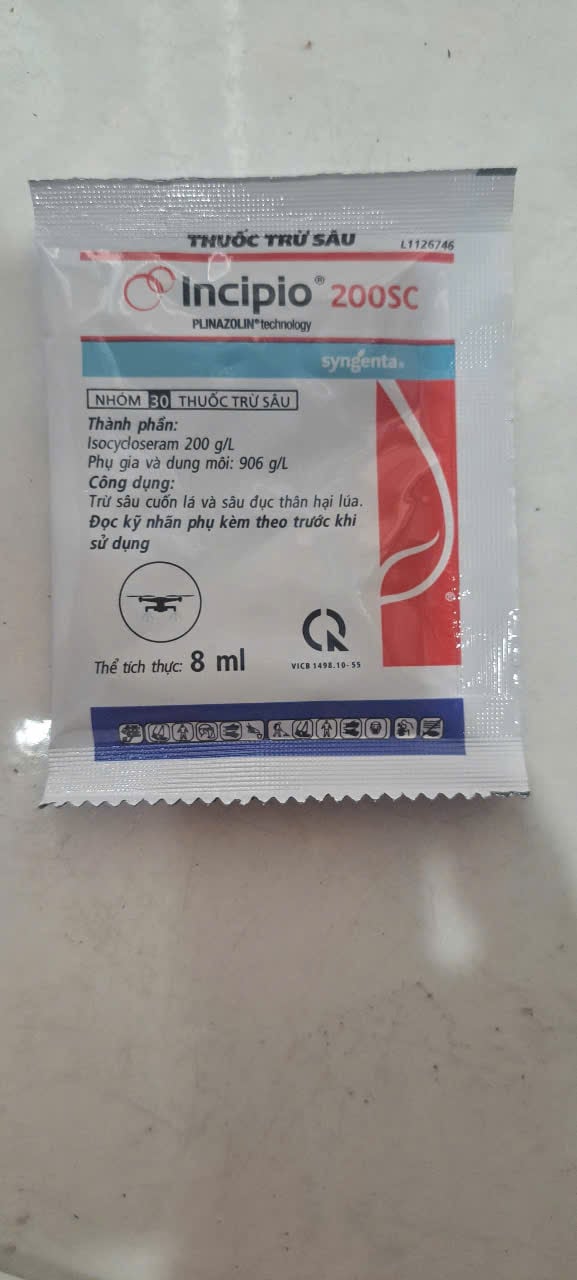 THUỐC TRỪ SÂU
L1126746
Incipio® 200SC
PLINAZOLIN® technology
syngenta®
NHÓM 30 THUỐC TRỪ SÂU
Thành phần:
Isocycloseram 200 g/L
Phụ gia và dung môi: 906 g/L
Công dụng:
Trừ sâu cuốn lá và sâu đục thân hại lúa.
Đọc kỹ nhãn phụ kèm theo trước khi
sử dụng
Thể tích thực: 8 ml
VICB 1498.10- 55
®